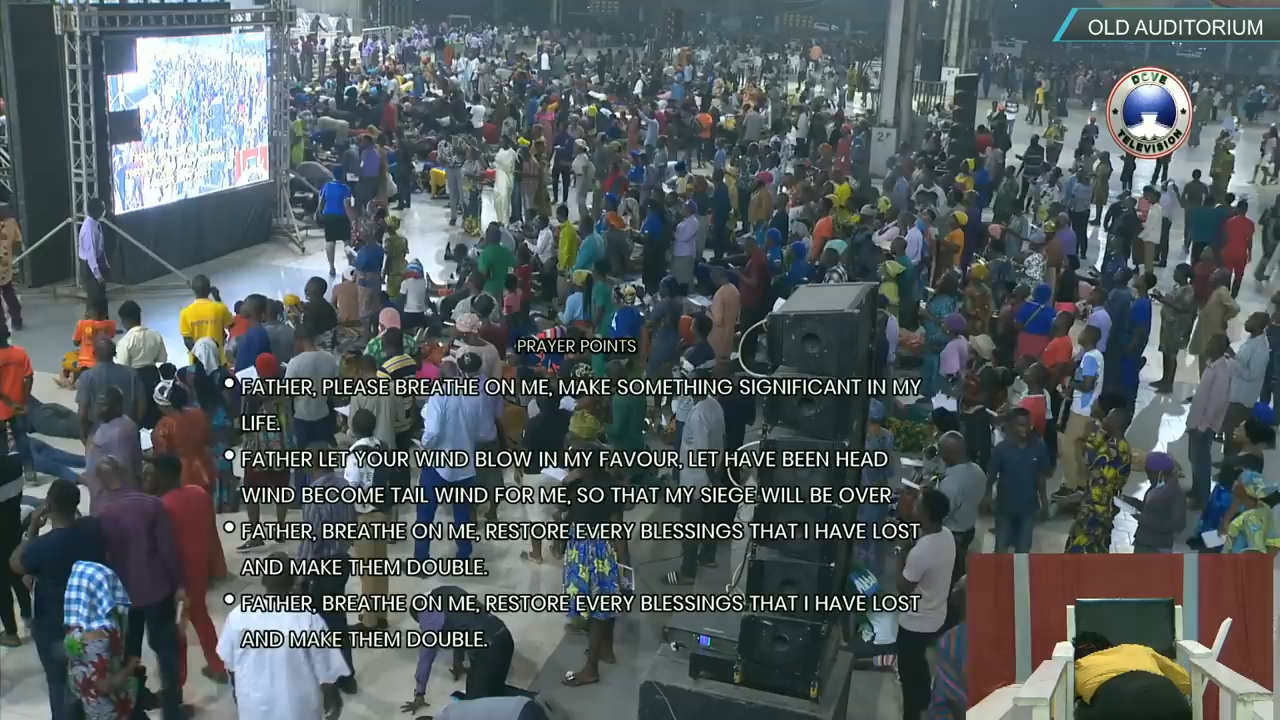 OLD AUDITORIUM
DCVE
TELEVISION
2F
PRAYER POINTS
• FATHER, PLEASE BREATHE ON ME, MAKE SOMETHING SIGNIFICANT IN MY
LIFE.
• FATHER LET YOUR WIND BLOW IN MY FAVOUR, LET HAVE BEEN HEAD
WIND BECOME TAIL WIND FOR ME, SO THAT MY SIEGE WILL BE OVER
• FATHER, BREATHE ON ME, RESTORE EVERY BLESSINGS THAT I HAVE LOST
AND MAKE THEM DOUBLE.
• FATHER, BREATHE ON ME, RESTORE EVERY BLESSINGS THAT I HAVE LOST
AND MAKE THEM DOUBLE.